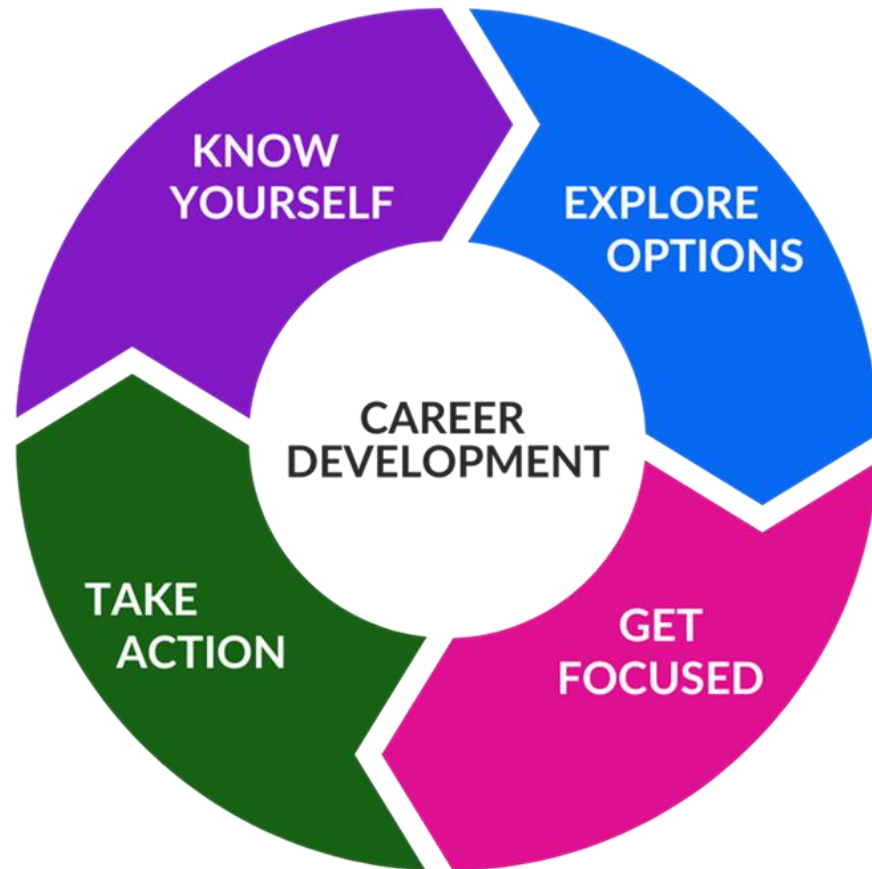 KNOW
YOURSELF
EXPLORE
OPTIONS
CAREER
DEVELOPMENT
GET
FOCUSED
TAKE
ACTION